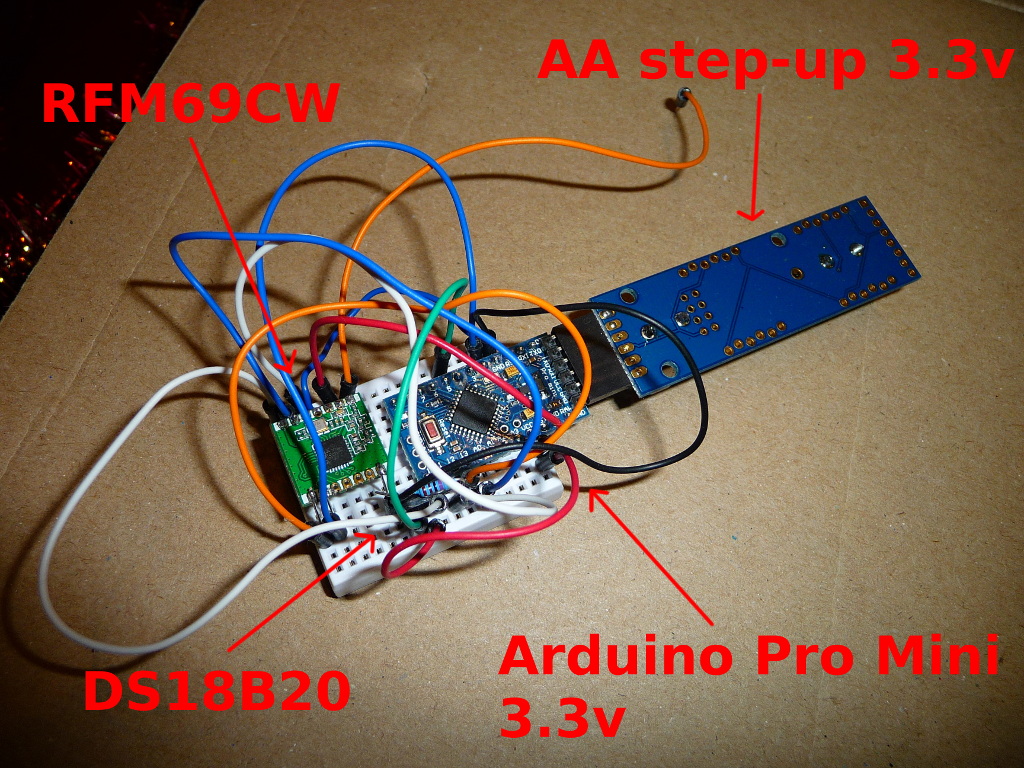 AA step-up 3.3v
RFM69CW
DS18B20
Arduino Pro Mini
3.3v